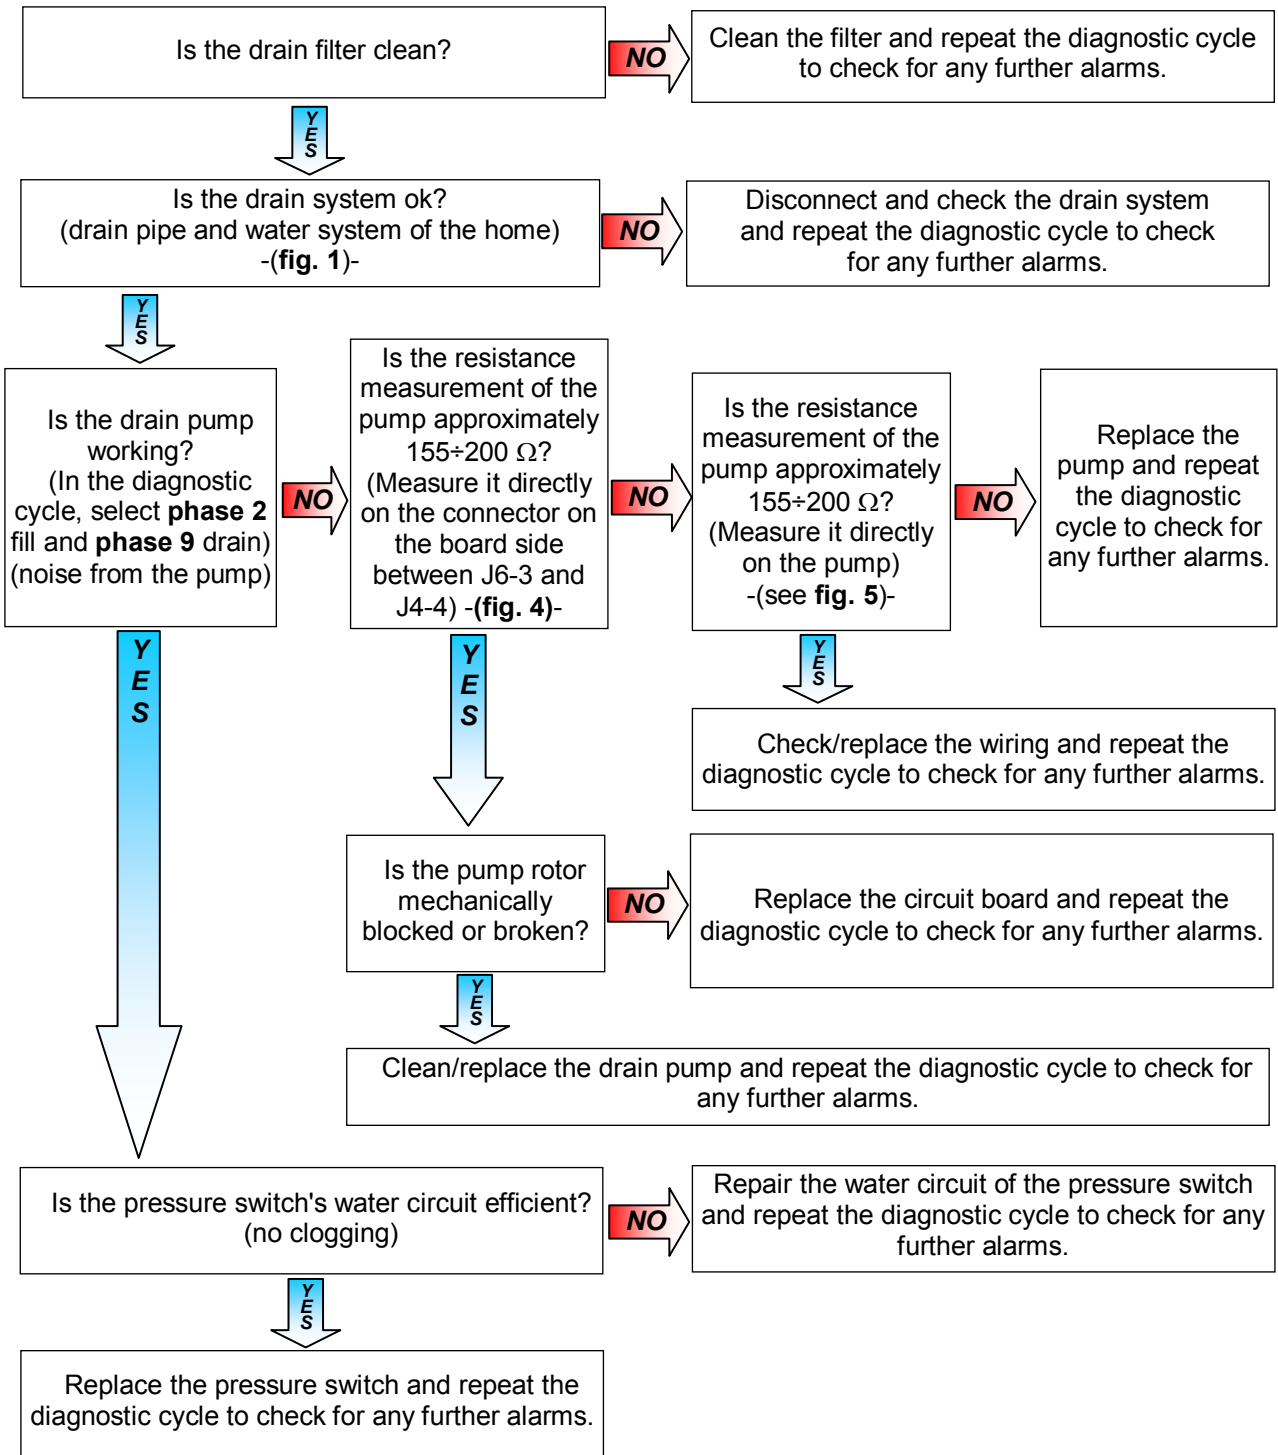 Is the drain filter clean?
NO
Clean the filter and repeat the diagnostic cycle
to check for any further alarms.
YES
Is the drain system ok?
(drain pipe and water system of the home)
-(fig. 1)-
NO
Disconnect and check the drain system
and repeat the diagnostic cycle to check
for any further alarms.
YES
Is the drain pump
working?
(In the diagnostic
cycle, select phase 2
fill and phase 9 drain)
(noise from the pump)
NO
Is the resistance
measurement of the
pump approximately
155÷200 Ω?
(Measure it directly
on the connector on
the board side
between J6-3 and
J4-4) -(fig. 4)-
NO
Is the resistance
measurement of the
pump approximately
155÷200 Ω?
(Measure it directly
on the pump)
-(see fig. 5)-
NO
Replace the
pump and repeat
the diagnostic
cycle to check for
any further alarms.
YES
YES
YES
Check/replace the wiring and repeat the
diagnostic cycle to check for any further alarms.
Is the pump rotor
mechanically
blocked or broken?
NO
Replace the circuit board and repeat the
diagnostic cycle to check for any further alarms.
YES
Clean/replace the drain pump and repeat the diagnostic cycle to check for
any further alarms.
Is the pressure switch's water circuit efficient?
(no clogging)
NO
Repair the water circuit of the pressure switch
and repeat the diagnostic cycle to check for any
further alarms.
YES
Replace the pressure switch and repeat the
diagnostic cycle to check for any further alarms.